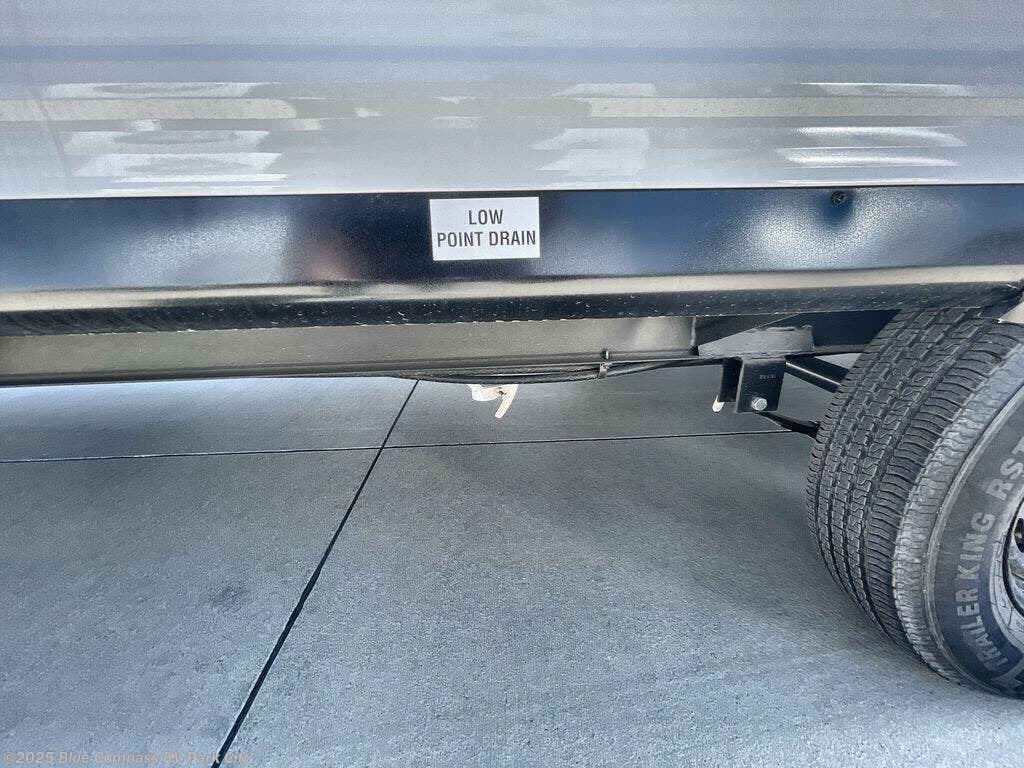 LOW
POINT DRAIN
TRAILER KING RST
©2025 Blue Compass RV Park City